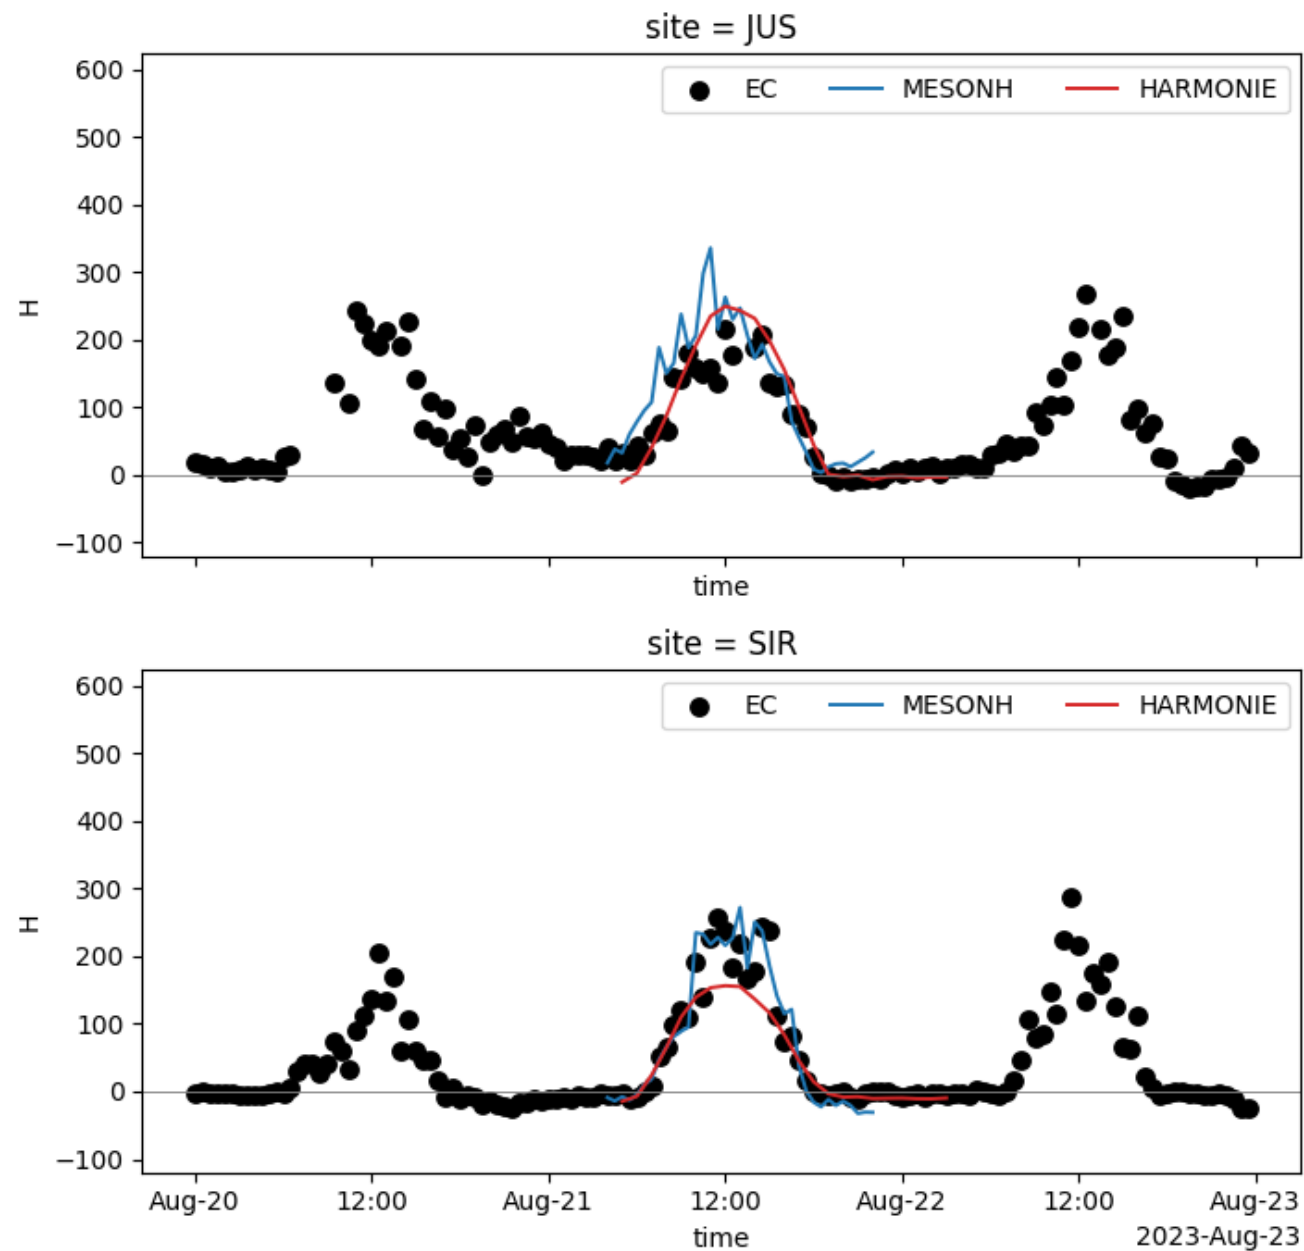 site = JUS
EC MESONH HARMONIE
600
500
400
300
200
100
0
−100
H
time
site = SIR
EC MESONH HARMONIE
600
500
400
300
200
100
0
−100
H
Aug-20 12:00 Aug-21 12:00 Aug-22 12:00 Aug-23
time 2023-Aug-23